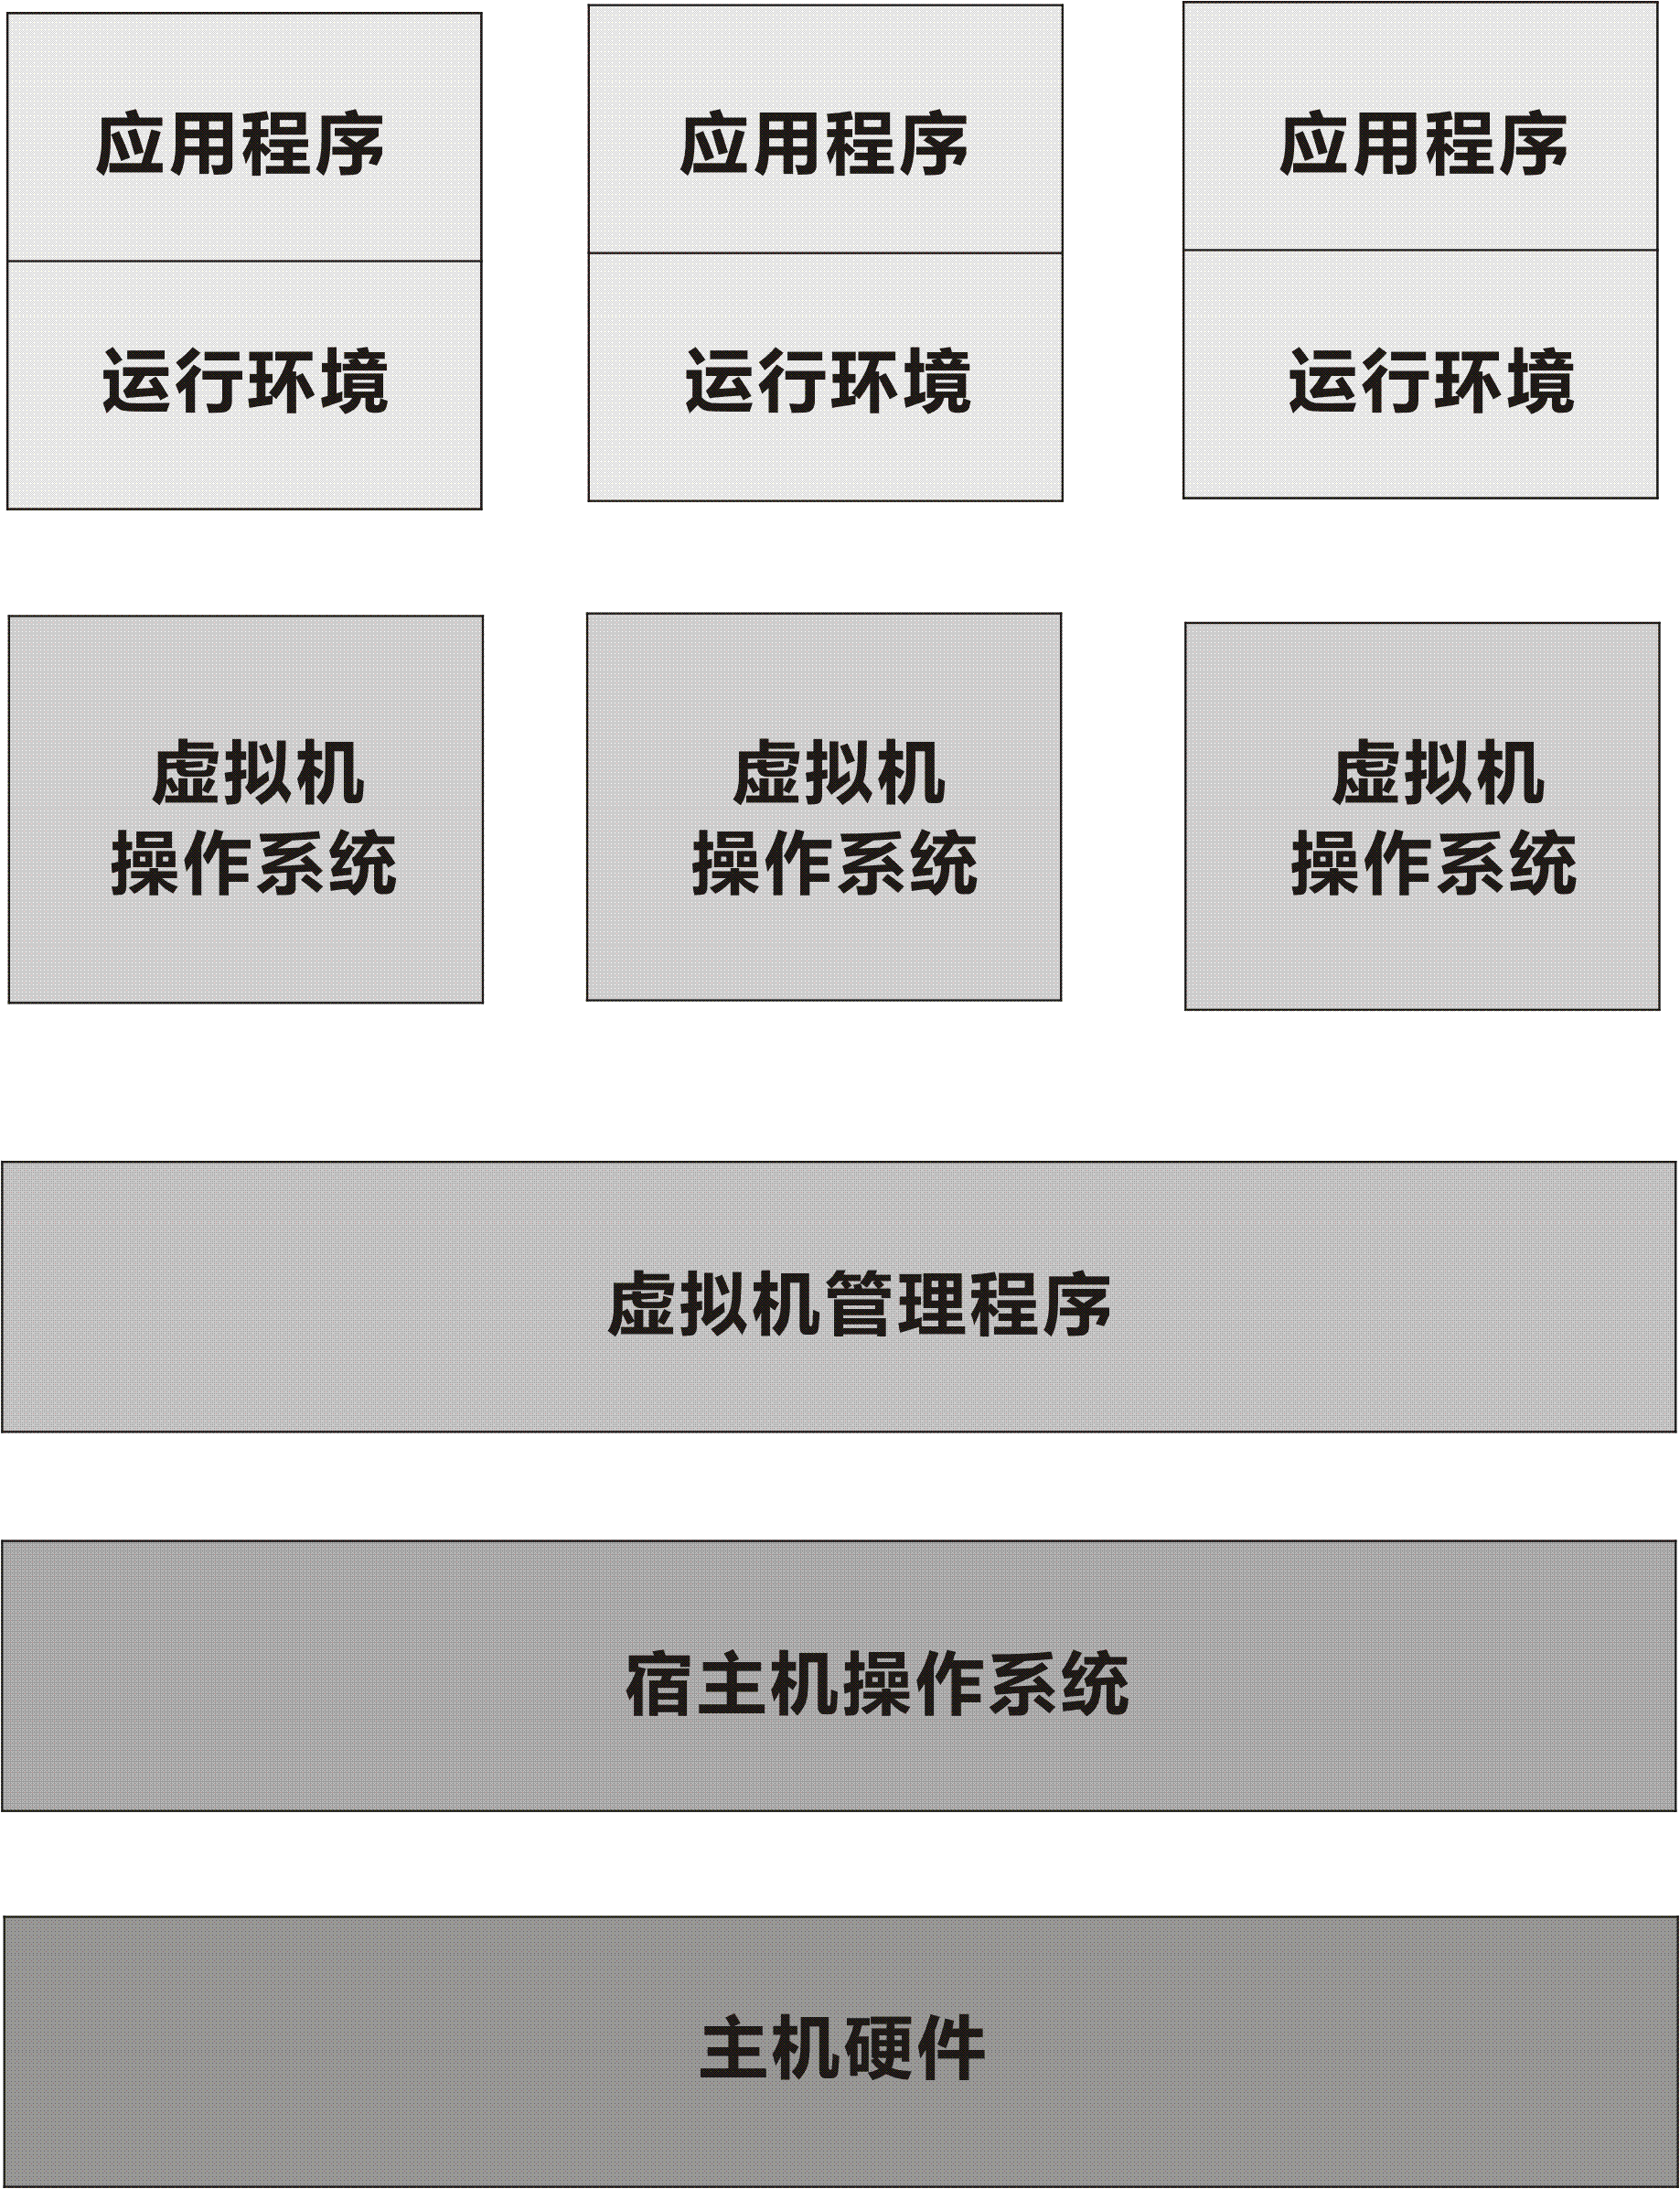 应用程序
应用程序
应用程序
运行环境
运行环境
运行环境
虚拟机
操作系统
虚拟机
操作系统
虚拟机
操作系统
虚拟机管理程序
宿主机操作系统
主机硬件